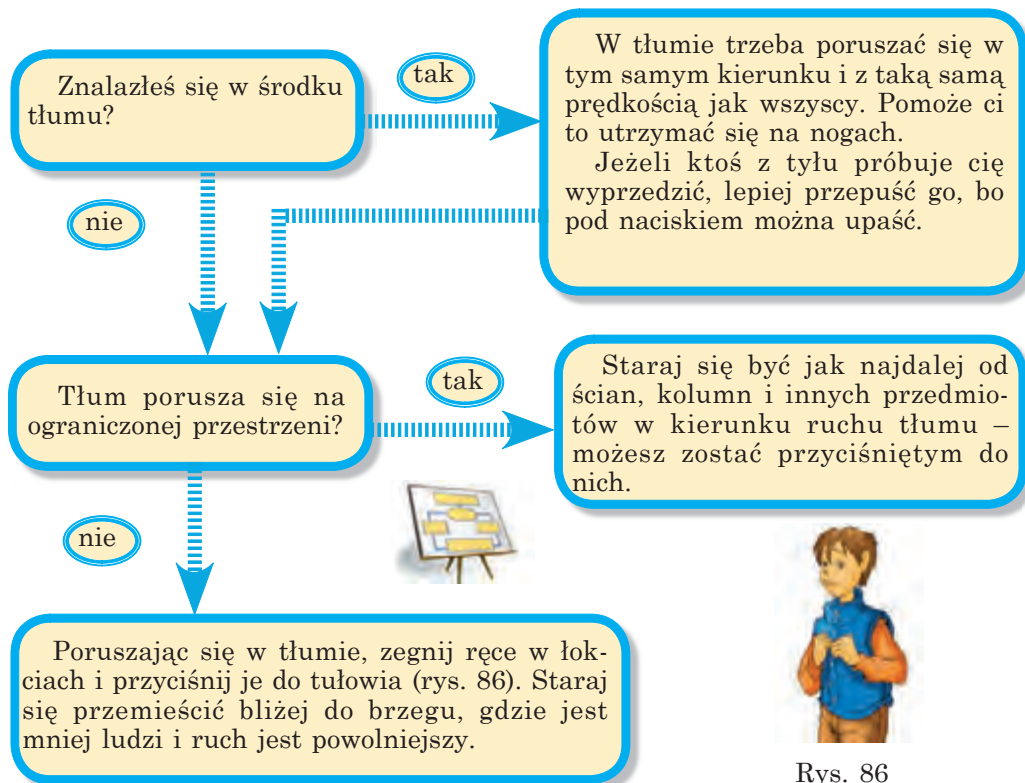 Znalazłeś się w środku
tłumu?
tak
W tłumie trzeba poruszać się w
tym samym kierunku i z taką samą
prędkością jak wszyscy. Pomoże ci
to utrzymać się na nogach.
Jeżeli ktoś z tyłu próbuje cię
wyprzedzić, lepiej przepuść go, bo
pod naciskiem można upaść.
nie
Tłum porusza się na
ograniczonej przestrzeni?
tak
Staraj się być jak najdalej od
ścian, kolumn i innych przedmio-
tów w kierunku ruchu tłumu –
możesz zostać przyciśniętym do
nich.
nie
Poruszając się w tłumie, zegnij ręce w łok-
ciach i przyciśnij je do tułowia (rys. 86). Staraj
się przemieścić bliżej do brzegu, gdzie jest
mniej ludzi i ruch jest powolniejszy.
Rys. 86